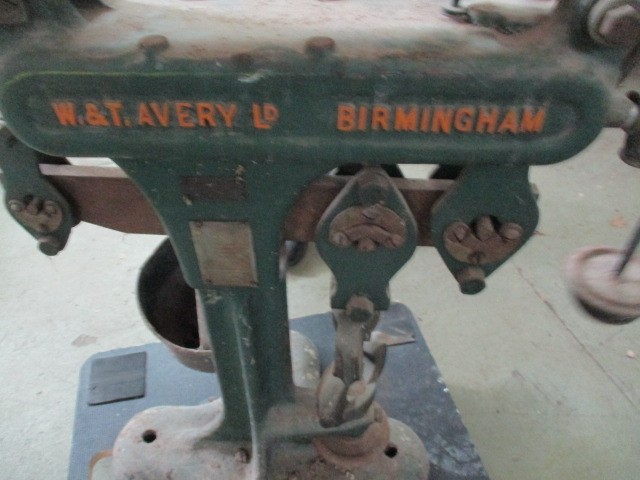 W. & T. AVERY LD BIRMINGHAM